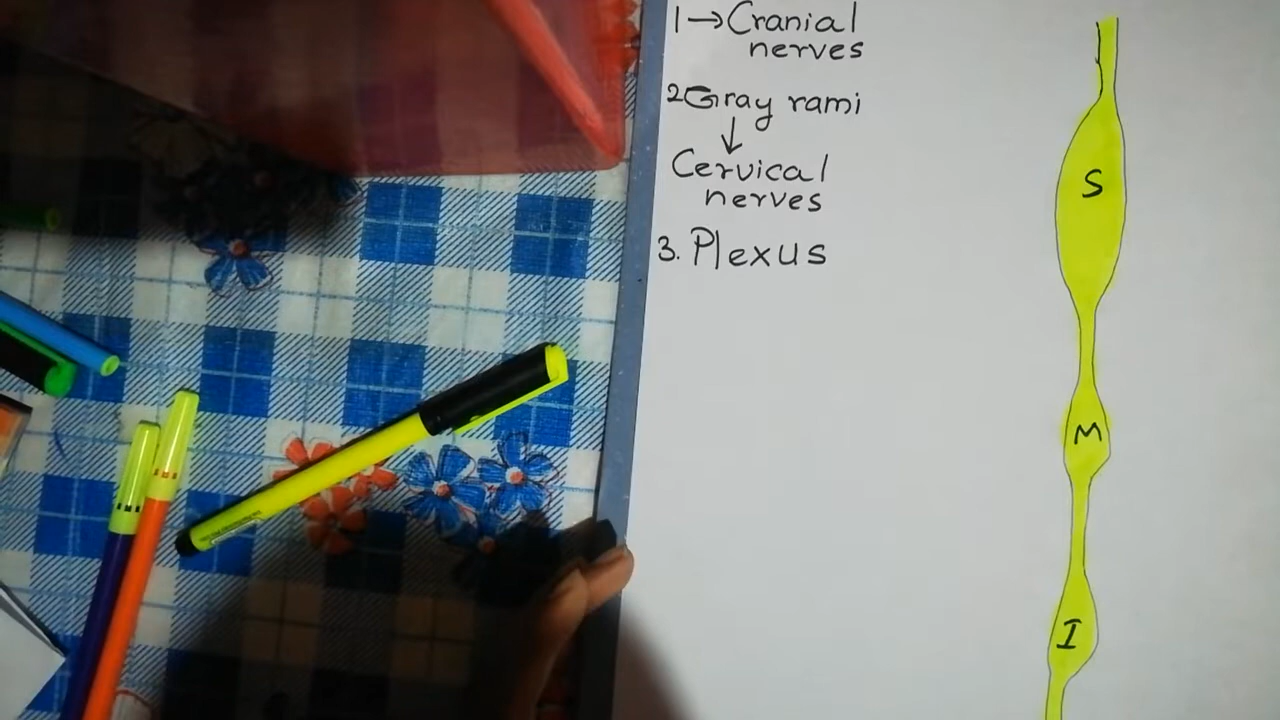 1→Cranial
nerves
2Gray rami
↓
Cervical
nerves
3. Plexus
S
M
I